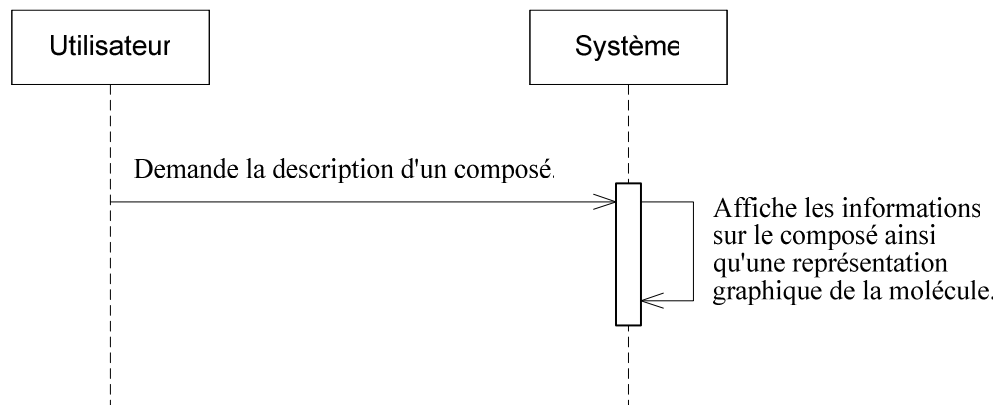 Utilisateur
Système
Demande la description d'un composé.
Affiche les informations
sur le composé ainsi
qu'une représentation
graphique de la molécule.